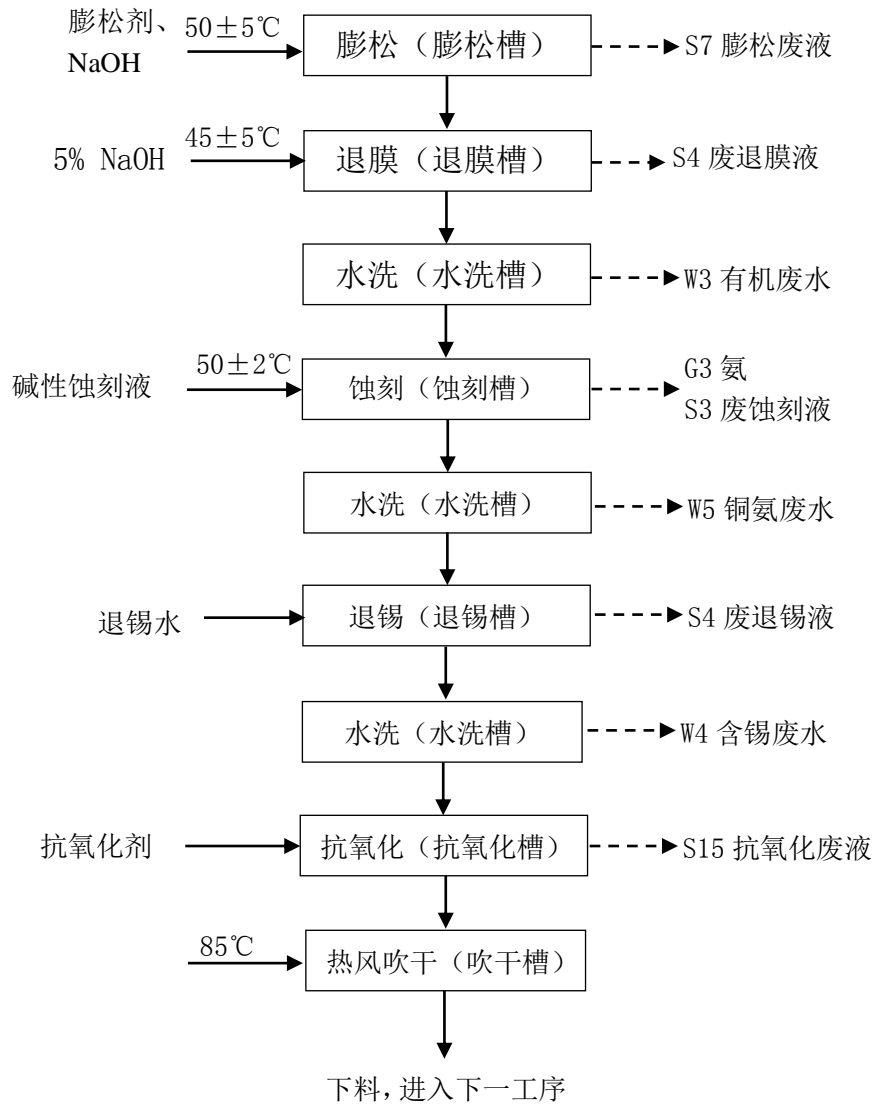 膨松剂、
NaOH
50±5℃
膨松（膨松槽）
S7 膨松废液
5% NaOH
45±5℃
退膜（退膜槽）
S4 废退膜液
水洗（水洗槽）
W3 有机废水
碱性蚀刻液
50±2℃
蚀刻（蚀刻槽）
G3 氨
S3 废蚀刻液
水洗（水洗槽）
W5 铜氨废水
退锡水
退锡（退锡槽）
S4 废退锡液
水洗（水洗槽）
W4 含锡废水
抗氧化剂
抗氧化（抗氧化槽）
S15 抗氧化废液
85℃
热风吹干（吹干槽）
下料，进入下一工序